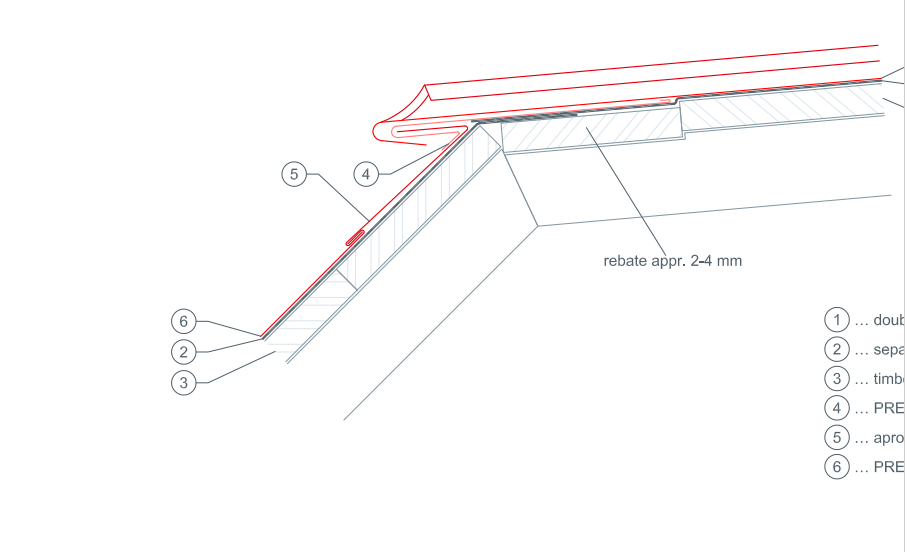 5
4
rebate appr. 2-4 mm
6
2
3
1 ... doub
2 ... sepa
3 ... timb
4 ... PRE
5 ... apro
6 ... PRE